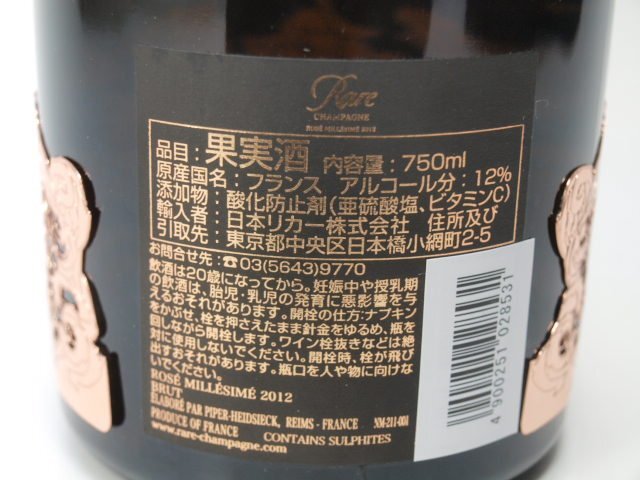 Rare
CHAMPAGNE
ROSÉ MILLÉSIMÉ 2012
品目：果実酒 内容量：750ml
原産国名：フランス アルコール分：12%
添加物：酸化防止剤（亜硫酸塩、ビタミンC）
輸入者：日本リカー株式会社 住所及び
引取先：東京都中央区日本橋小網町2-5
お問合せ先：☎03(5643)9770
飲酒は20歳になってから。妊娠中や授乳期
の飲酒は、胎児・乳児の発育に悪影響を与
えるおそれがあります。開栓の仕方：ナプキン
をかぶせ、栓を押さえたまま針金をゆるめ、瓶を
回しながら開栓します。ワイン栓抜きなどは絶
対に使用しないでください。開栓時、栓が飛び
出すおそれがあります。瓶口を人や物に向けな
いでください。
ROSÉ MILLÉSIMÉ 2012
BRUT
ELABORÉ PAR PIPER-HEIDSIECK, REIMS - FRANCE NM-211-001
PRODUCE OF FRANCE CONTAINS SULPHITES
www.rare-champagne.com
4 900251 028531